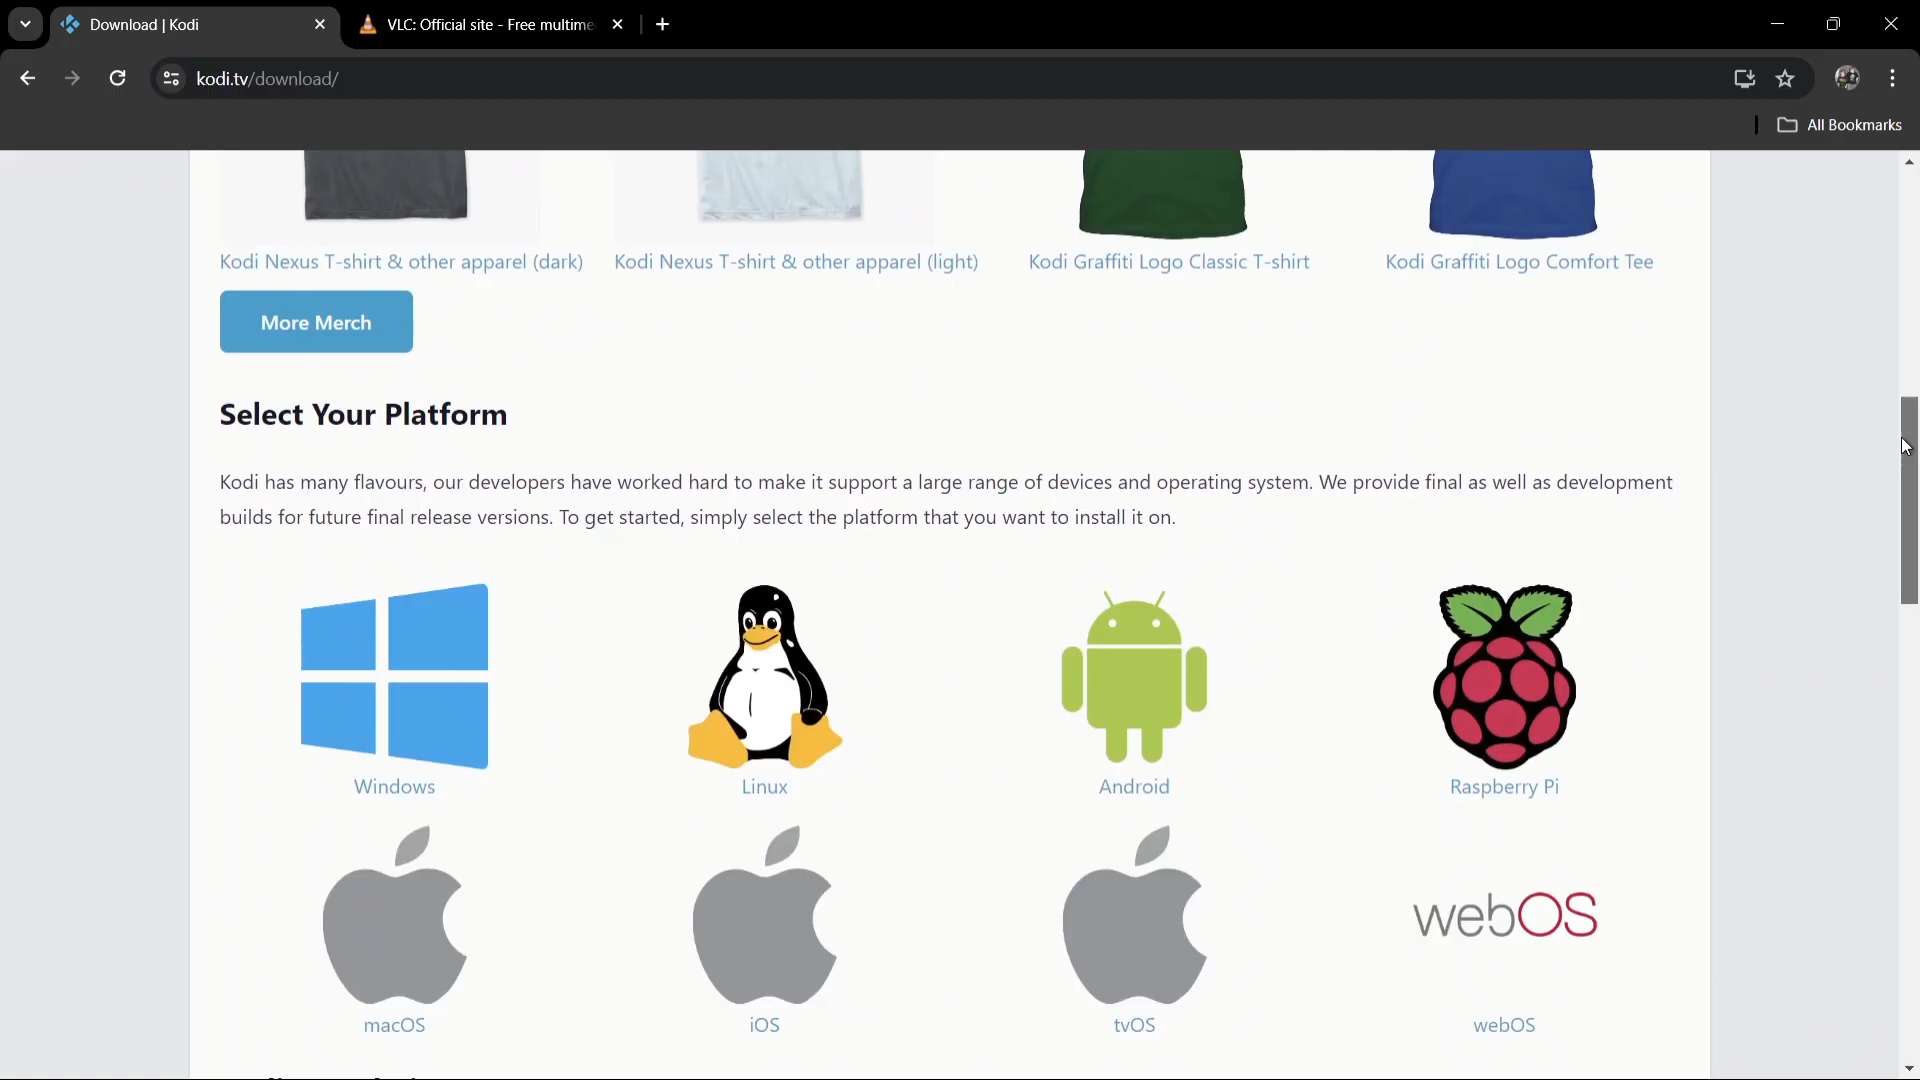 Download | Kodi
VLC: Official site - Free multime
kodi.tv/download/
All Bookmarks
Kodi Nexus T-shirt & other apparel (dark)
Kodi Nexus T-shirt & other apparel (light)
Kodi Graffiti Logo Classic T-shirt
Kodi Graffiti Logo Comfort Tee
More Merch
Select Your Platform
Kodi has many flavours, our developers have worked hard to make it support a large range of devices and operating system. We provide final as well as development
builds for future final release versions. To get started, simply select the platform that you want to install it on.
Windows
Linux
Android
Raspberry Pi
webOS
macOS
iOS
tvOS
webOS